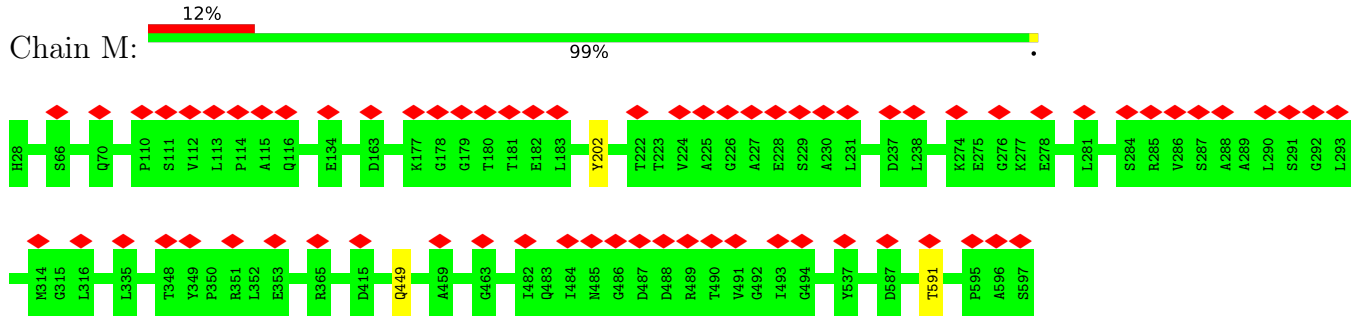 12%
Chain M:
99%
H28 S66 Q70 P110 S111 V112 L113 P114 A115 Q116 E134 D163 K177 G178 G179 T180 T181 E182 L183 Y202 T222 T223 V224 A225 G226 A227 E228 S229 A230 L231 D237 L238 K274 E275 G276 K277 E278 L281 S284 R285 V286 S287 A288 A289 L290 S291 G292 L293
M314 G315 L316 L335 T348 Y349 P350 R351 L352 E353 R365 D415 Q449 A459 G463 I482 Q483 I484 N485 G486 D487 D488 R489 T490 V491 G492 I493 G494 Y537 D587 T591 P595 A596 S597